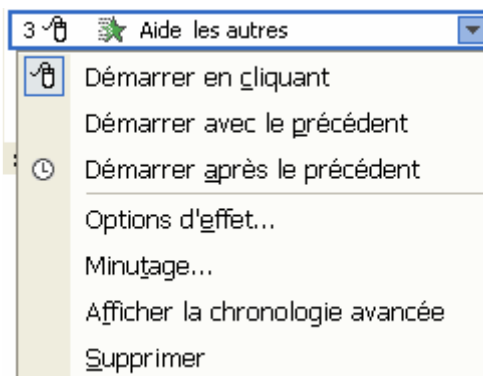 3 Aide les autres
Démarrer en cliquant
Démarrer avec le précédent
Démarrer après le précédent
Options d'effet...
Minutage...
Afficher la chronologie avancée
Supprimer